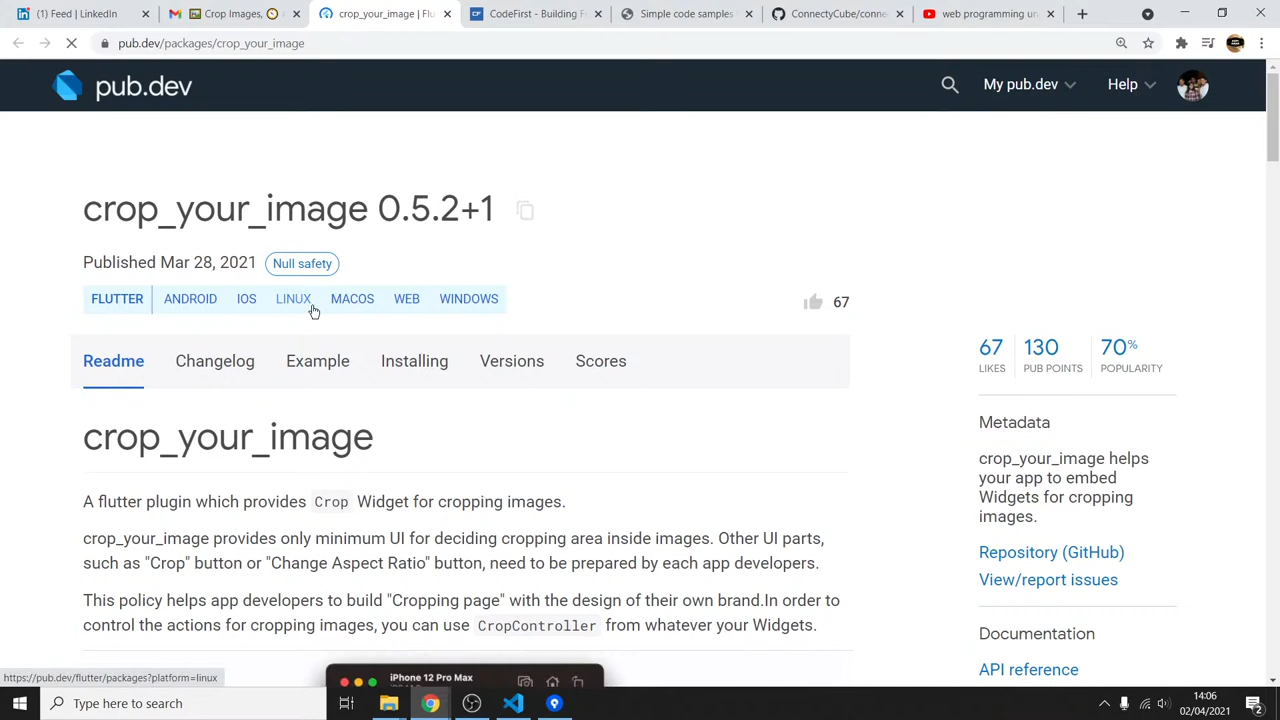 (1) Feed | LinkedIn
Crop Images,
crop_your_image | Flu
CodeFirst - Building F
Simple code samples
ConnectyCube/conne
web programming un
pub.dev/packages/crop_your_image
pub.dev
My pub.dev
Help
crop_your_image 0.5.2+1
Published Mar 28, 2021
Null safety
FLUTTER ANDROID IOS LINUX MACOS WEB WINDOWS
67
Readme Changelog Example Installing Versions Scores
67 130 70%
LIKES PUB POINTS POPULARITY
crop_your_image
A flutter plugin which provides Crop Widget for cropping images.
crop_your_image provides only minimum UI for deciding cropping area inside images. Other UI parts,
such as "Crop" button or "Change Aspect Ratio" button, need to be prepared by each app developers.
This policy helps app developers to build "Cropping page" with the design of their own brand.In order to
control the actions for cropping images, you can use CropController from whatever your Widgets.
Metadata
crop_your_image helps
your app to embed
Widgets for cropping
images.
Repository (GitHub)
View/report issues
Documentation
API reference
iPhone 12 Pro Max
https://pub.dev/flutter/packages?platform=linux
Type here to search
14:06
02/04/2021
2